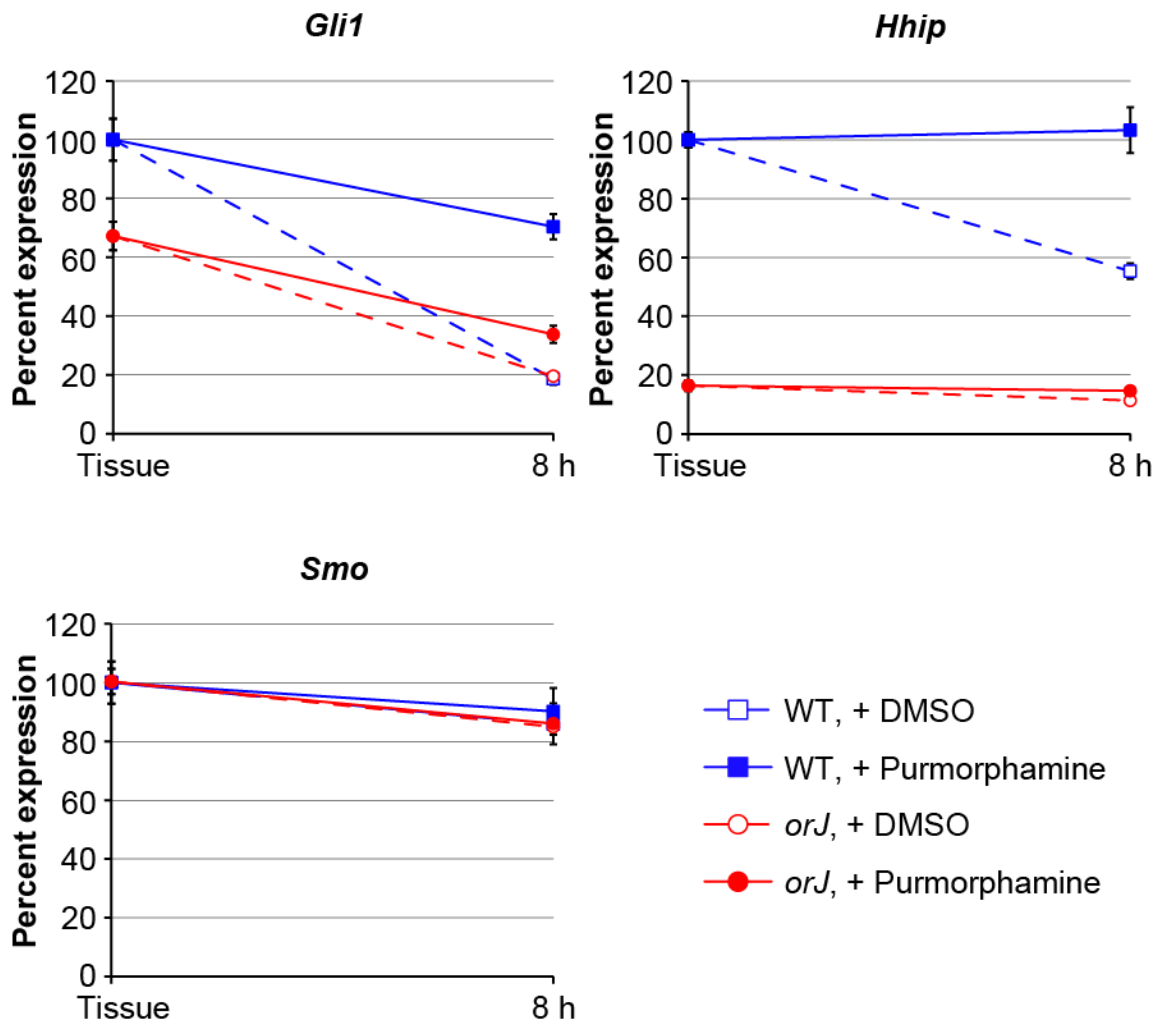 Gli1
Percent expression
120
100
80
60
40
20
0
Tissue
8 h
Hhip
Percent expression
120
100
80
60
40
20
0
Tissue
8 h
Smo
Percent expression
120
100
80
60
40
20
0
Tissue
8 h
WT, + DMSO
WT, + Purmorphamine
orJ, + DMSO
orJ, + Purmorphamine